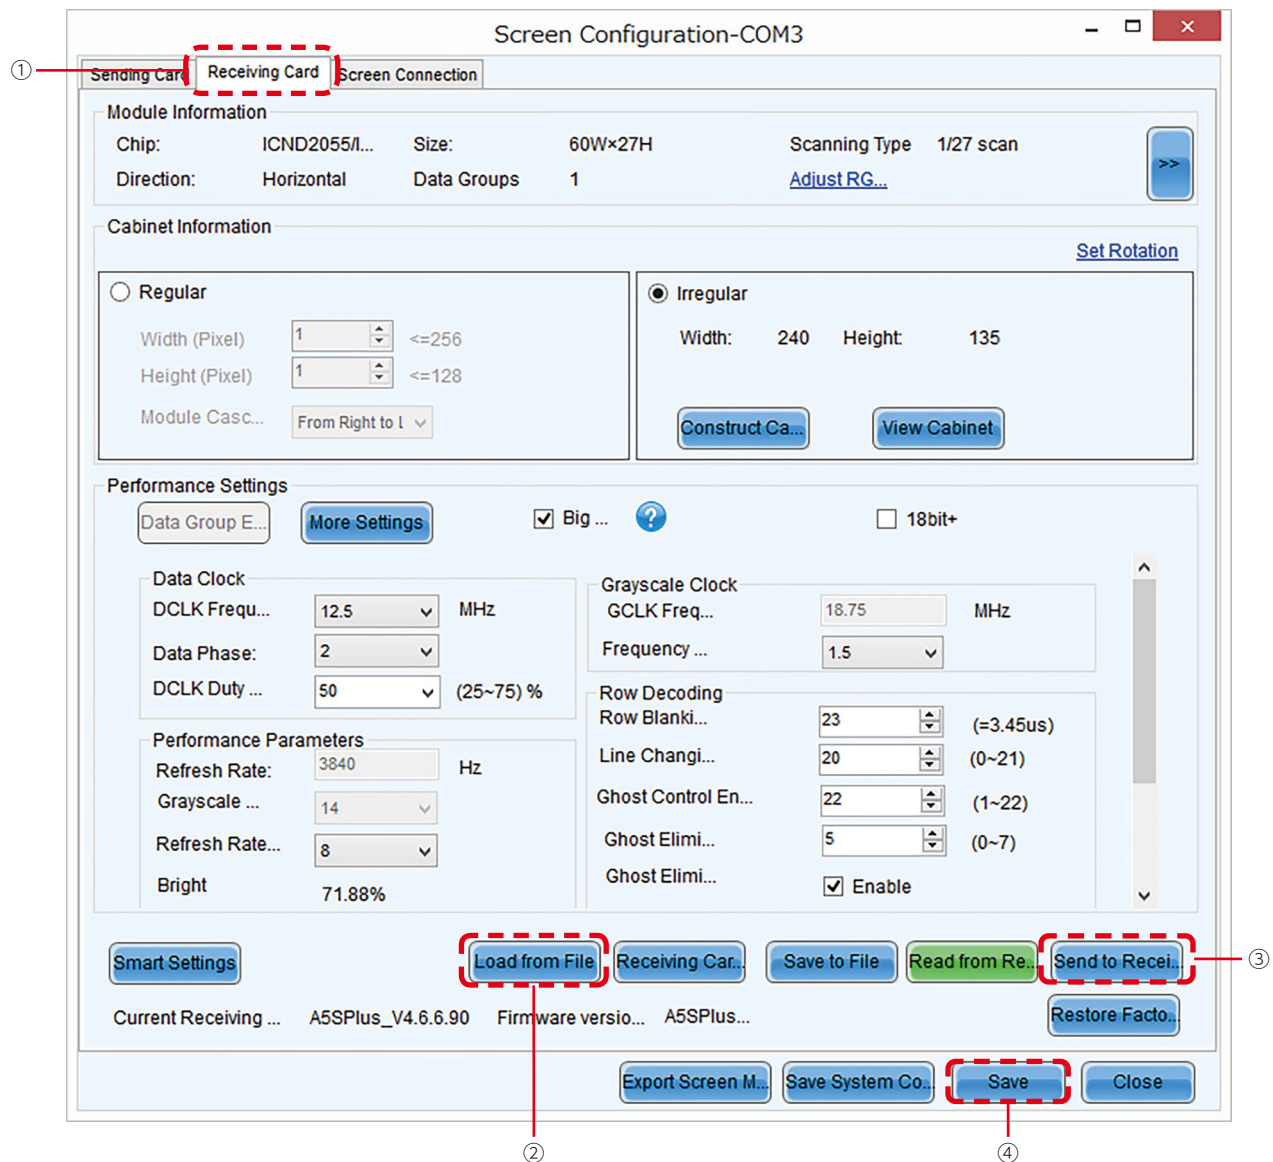 Screen Configuration-COM3
①
Sending Card Receiving Card Screen Connection
Module Information
Chip: ICND2055/I... Size: 60W×27H Scanning Type 1/27 scan
Direction: Horizontal Data Groups 1 Adjust RG...
>>
Cabinet Information
Set Rotation
Regular
Width (Pixel) 1 <=256
Height (Pixel) 1 <=128
Module Casc... From Right to L
Irregular
Width: 240 Height: 135
Construct Ca... View Cabinet
Performance Settings
Data Group E... More Settings Big ... ? 18bit+
Data Clock
DCLK Frequ... 12.5 MHz
Data Phase: 2
DCLK Duty ... 50 (25~75) %
Grayscale Clock
GCLK Freq... 18.75 MHz
Frequency ... 1.5
Performance Parameters
Refresh Rate: 3840 Hz
Grayscale ... 14
Refresh Rate... 8
Bright 71.88%
Row Decoding
Row Blanki... 23 (=3.45us)
Line Changi... 20 (0~21)
Ghost Control En... 22 (1~22)
Ghost Elimi... 5 (0~7)
Ghost Elimi... Enable
Smart Settings Load from File Receiving Car... Save to File Read from Re... Send to Recei... ③
Current Receiving ... A5SPlus_V4.6.6.90 Firmware versio... A5SPlus... Restore Facto...
Export Screen M... Save System Co... Save Close
② ④